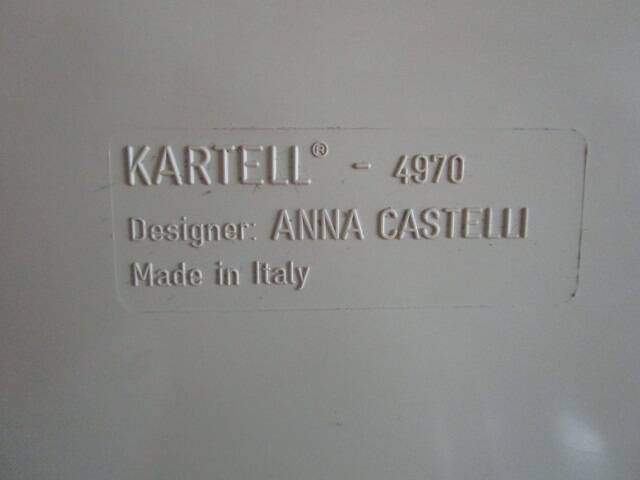 KARTELL® - 4970
Designer: ANNA CASTELLI
Made in Italy